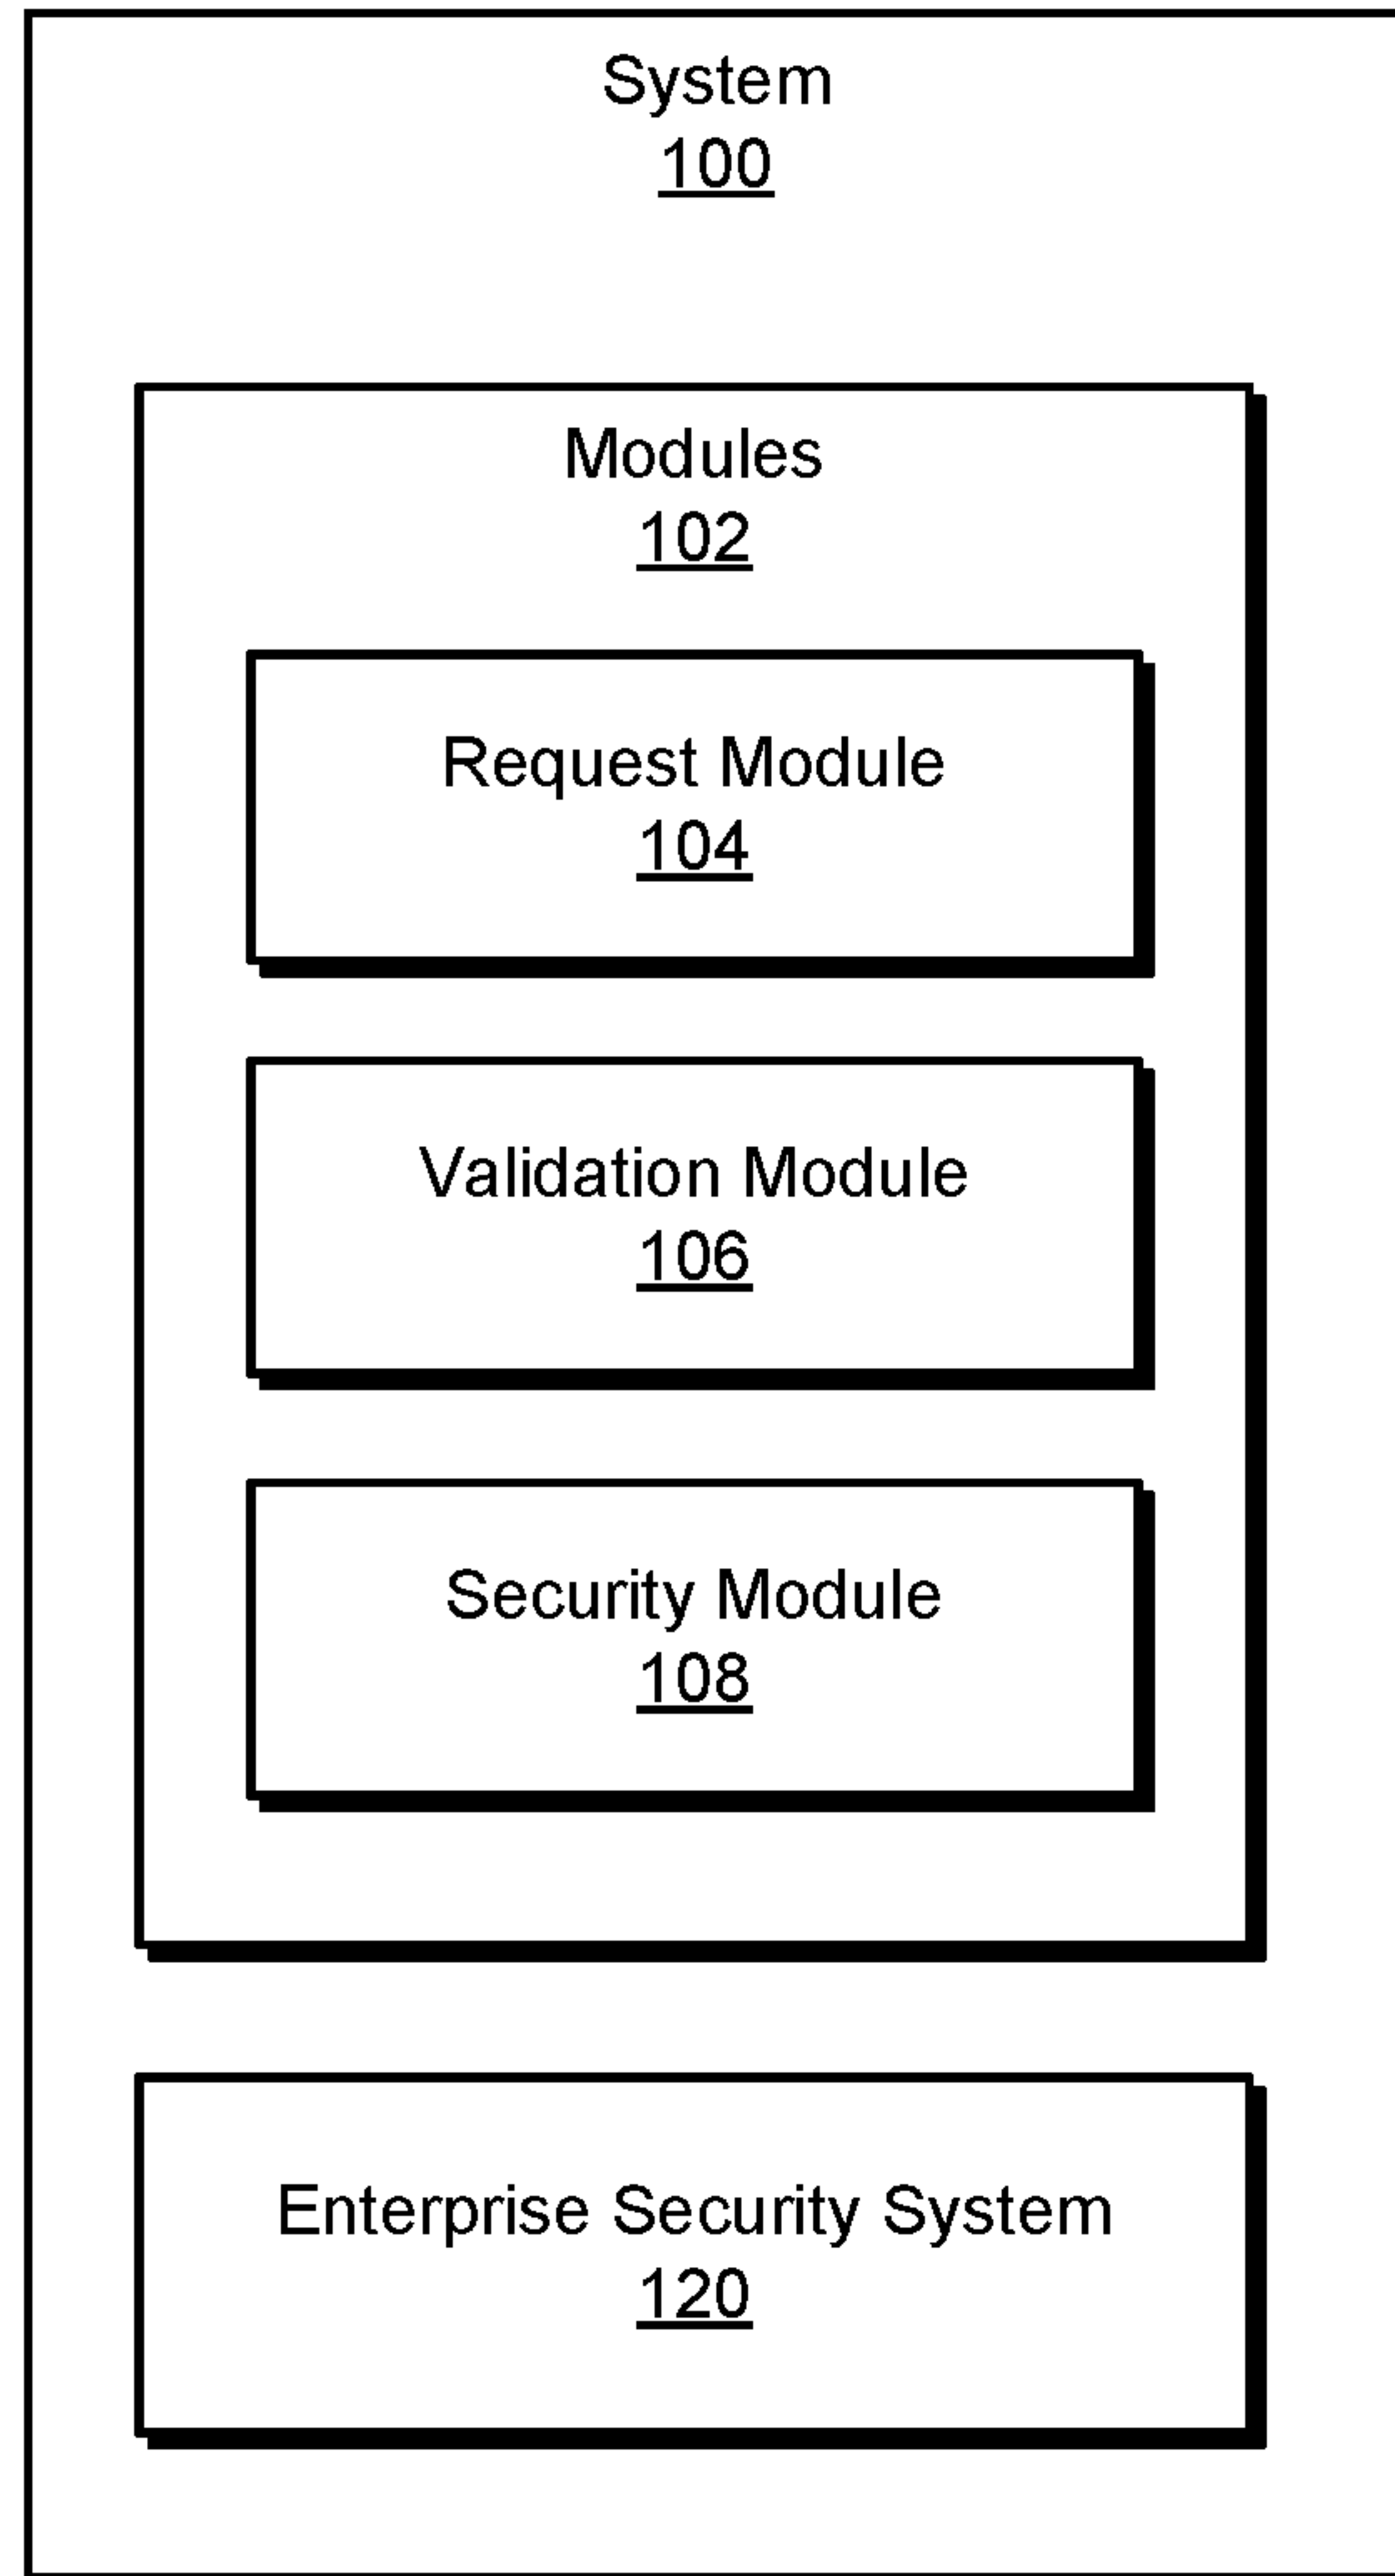 System
100
Modules
102
Request Module
104
Validation Module
106
Security Module
108
Enterprise Security System
120